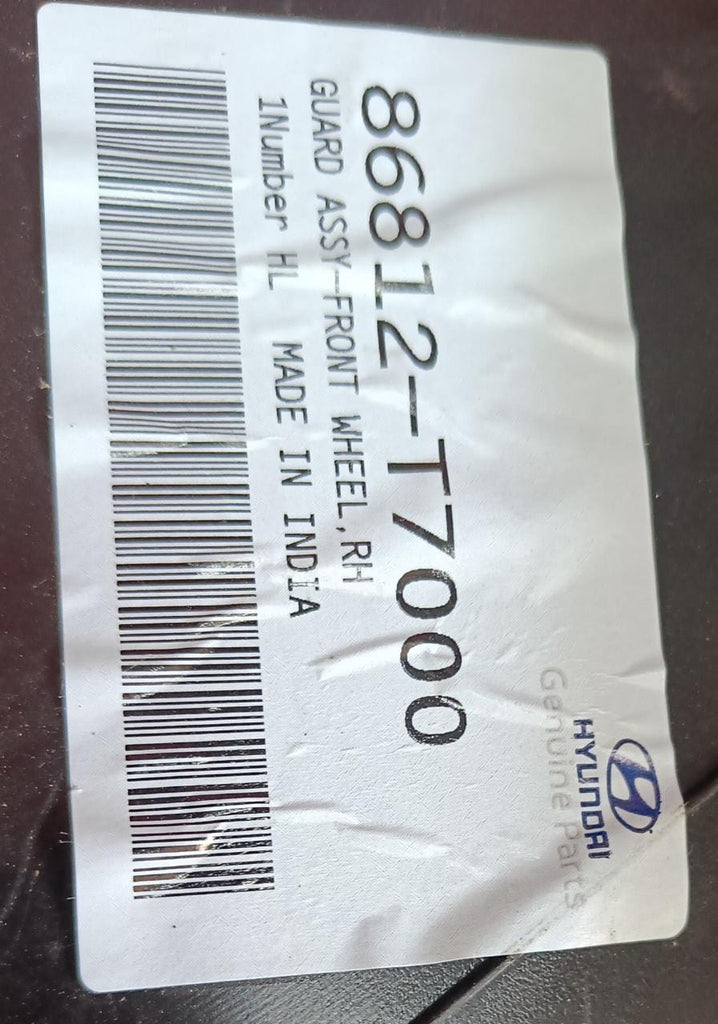 HYUNDAI
Genuine Parts
86812-T7000
GUARD ASSY-FRONT WHEEL,RH
1Number HL MADE IN INDIA